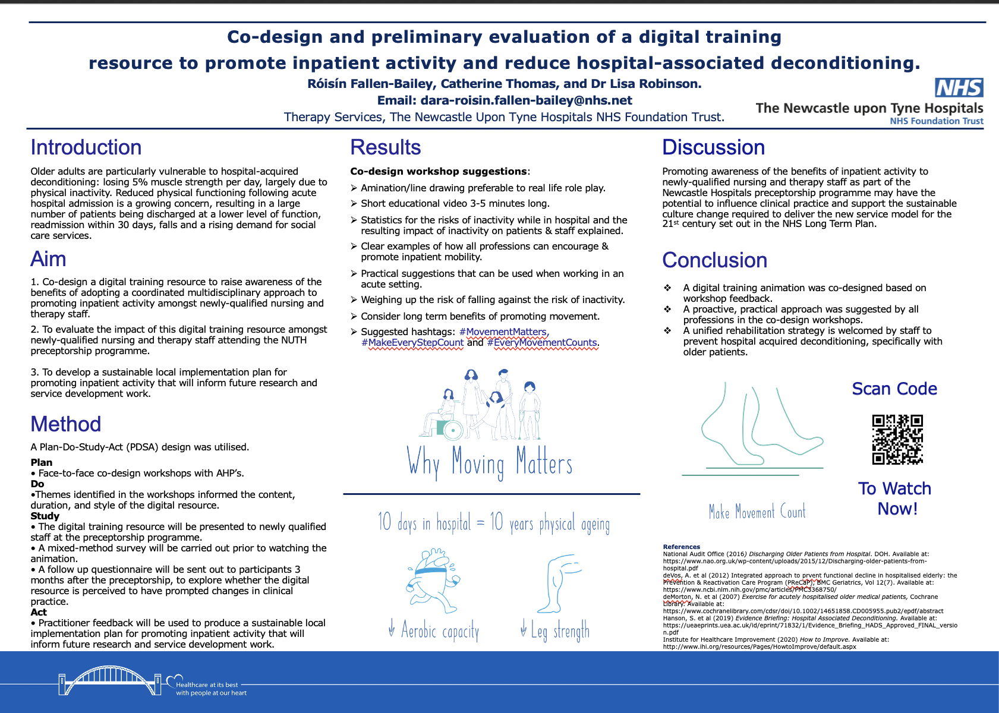 Co-design and preliminary evaluation of a digital training
resource to promote inpatient activity and reduce hospital-associated deconditioning.
Róisín Fallen-Bailey, Catherine Thomas, and Dr Lisa Robinson.
Email: dara-roisin.fallen-bailey@nhs.net
Therapy Services, The Newcastle Upon Tyne Hospitals NHS Foundation Trust.
NHS
The Newcastle upon Tyne Hospitals
NHS Foundation Trust
Introduction
Older adults are particularly vulnerable to hospital-acquired
deconditioning: losing 5% muscle strength per day, largely due to
physical inactivity. Reduced physical functioning following acute
hospital admission is a growing concern, resulting in a large
number of patients being discharged at a lower level of function,
readmission within 30 days, falls and a rising demand for social
care services.
Aim
1. Co-design a digital training resource to raise awareness of the
benefits of adopting a coordinated multidisciplinary approach to
promoting inpatient activity amongst newly-qualified nursing and
therapy staff.
2. To evaluate the impact of this digital training resource amongst
newly-qualified nursing and therapy staff attending the NUTH
preceptorship programme.
3. To develop a sustainable local implementation plan for
promoting inpatient activity that will inform future research and
service development work.
Method
A Plan-Do-Study-Act (PDSA) design was utilised.
Plan
• Face-to-face co-design workshops with AHP’s.
Do
•Themes identified in the workshops informed the content,
duration, and style of the digital resource.
Study
• The digital training resource will be presented to newly qualified
staff at the preceptorship programme.
• A mixed-method survey will be carried out prior to watching the
animation.
• A follow up questionnaire will be sent out to participants 3
months after the preceptorship, to explore whether the digital
resource is perceived to have prompted changes in clinical
practice.
Act
• Practitioner feedback will be used to produce a sustainable local
implementation plan for promoting inpatient activity that will
inform future research and service development work.
Results
Co-design workshop suggestions:
➢ Amination/line drawing preferable to real life role play.
➢ Short educational video 3-5 minutes long.
➢ Statistics for the risks of inactivity while in hospital and the
resulting impact of inactivity on patients & staff explained.
➢ Clear examples of how all professions can encourage &
promote inpatient mobility.
➢ Practical suggestions that can be used when working in an
acute setting.
➢ Weighing up the risk of falling against the risk of inactivity.
➢ Consider long term benefits of promoting movement.
➢ Suggested hashtags: #MovementMatters,
#MakeEveryStepCount and #EveryMovementCounts.
Why Moving Matters
10 days in hospital = 10 years physical ageing
↓ Aerobic capacity
↓ Leg strength
Discussion
Promoting awareness of the benefits of inpatient activity to
newly-qualified nursing and therapy staff as part of the
Newcastle Hospitals preceptorship programme may have the
potential to influence clinical practice and support the sustainable
culture change required to deliver the new service model for the
21st century set out in the NHS Long Term Plan.
Conclusion
❖ A digital training animation was co-designed based on
workshop feedback.
❖ A proactive, practical approach was suggested by all
professions in the co-design workshops.
❖ A unified rehabilitation strategy is welcomed by staff to
prevent hospital acquired deconditioning, specifically with
older patients.
Make Movement Count
Scan Code
To Watch
Now!
References
National Audit Office (2016) Discharging Older Patients from Hospital. DOH. Available at:
https://www.nao.org.uk/wp-content/uploads/2015/12/Discharging-older-patients-from-
hospital.pdf
deVos, A. et al (2012) Integrated approach to prvent functional decline in hospitalised elderly: the
Prevention & Reactivation Care Program (PReCaP), BMC Geriatrics, Vol 12(7). Available at:
https://www.ncbi.nlm.nih.gov/pmc/articles/PMC3368750/
deMorton, N. et al (2007) Exercise for acutely hospitalised older medical patients, Cochrane
Library. Available at:
https://www.cochranelibrary.com/cdsr/doi/10.1002/14651858.CD005955.pub2/epdf/abstract
Hanson, S. et al (2019) Evidence Briefing: Hospital Associated Deconditioning. Available at:
https://ueaeprints.uea.ac.uk/id/eprint/71832/1/Evidence_Briefing_HADS_Approved_FINAL_versio
n.pdf
Institute for Healthcare Improvement (2020) How to Improve. Available at:
http://www.ihi.org/resources/Pages/HowtoImprove/default.aspx
Healthcare at its best
with people at our heart